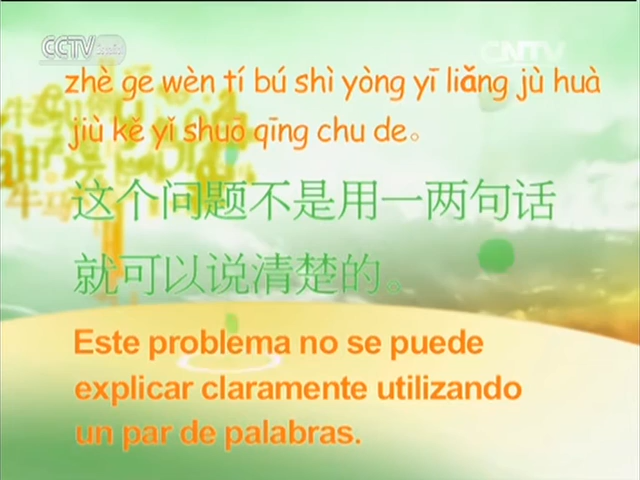 CCTV Español
CNTV
zhè ge wèn tí bú shì yòng yī liǎng jù huà
jiù kě yǐ shuō qīng chu de。
这个问题不是用一两句话
就可以说清楚的。
Este problema no se puede
explicar claramente utilizando
un par de palabras.